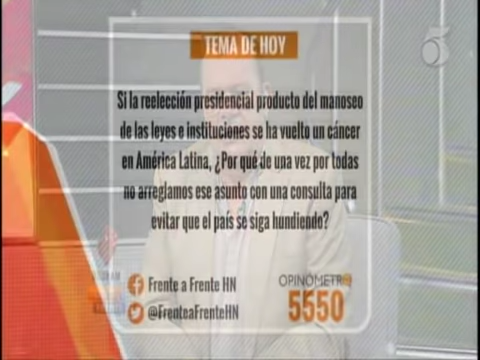 TEMA DE HOY
5
Si la reelección presidencial producto del manoseo
de las leyes e instituciones se ha vuelto un cáncer
en América Latina, ¿Por qué de una vez por todas
no arreglamos ese asunto con una consulta para
evitar que el país se siga hundiendo?
Frente a Frente HN
@FrenteaFrenteHN
OPINÓMETRO
5550